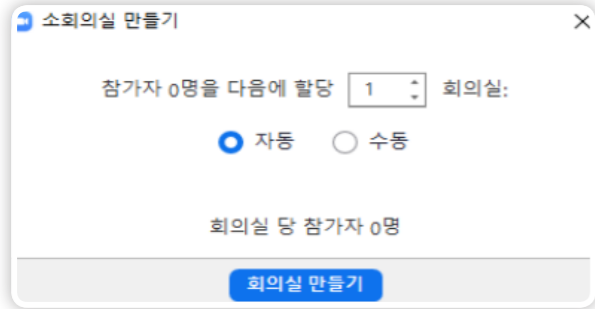 소회의실 만들기
참가자 0명을 다음에 할당 1 회의실:
자동 수동
회의실 당 참가자 0명
회의실 만들기